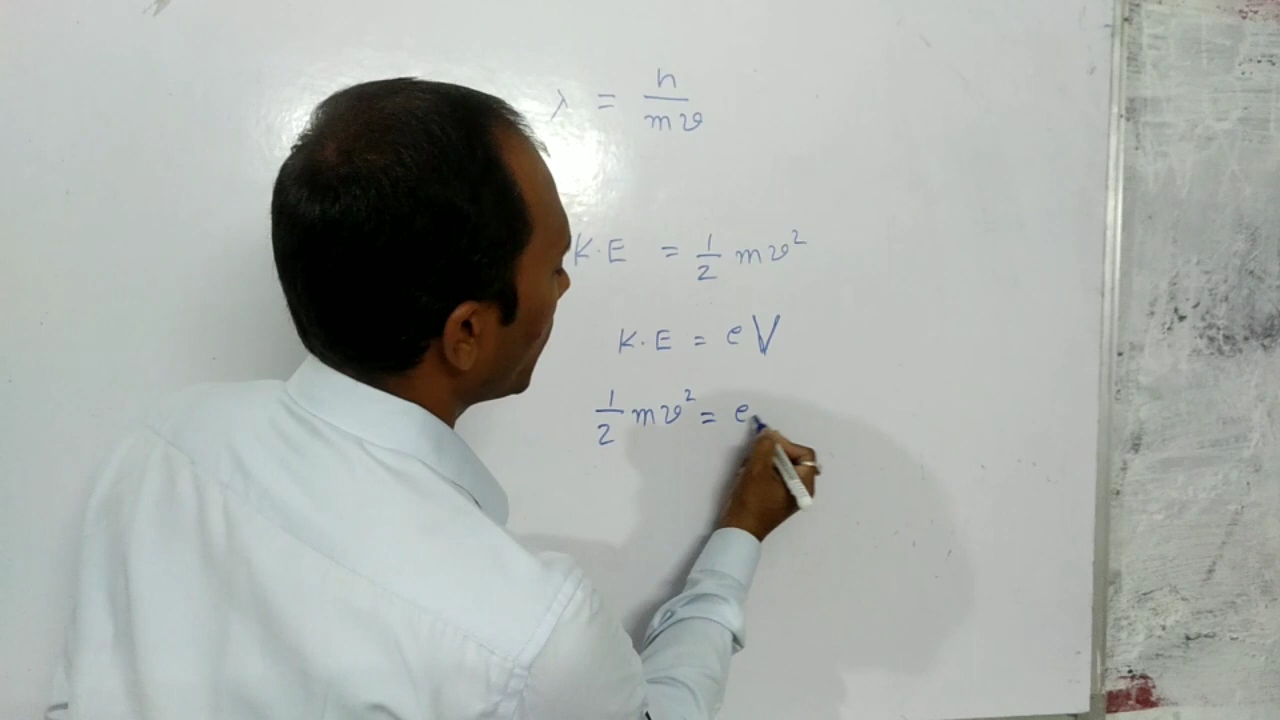 λ = h/mv
K.E = 1/2 mv²
K.E = eV
1/2 mv² = e